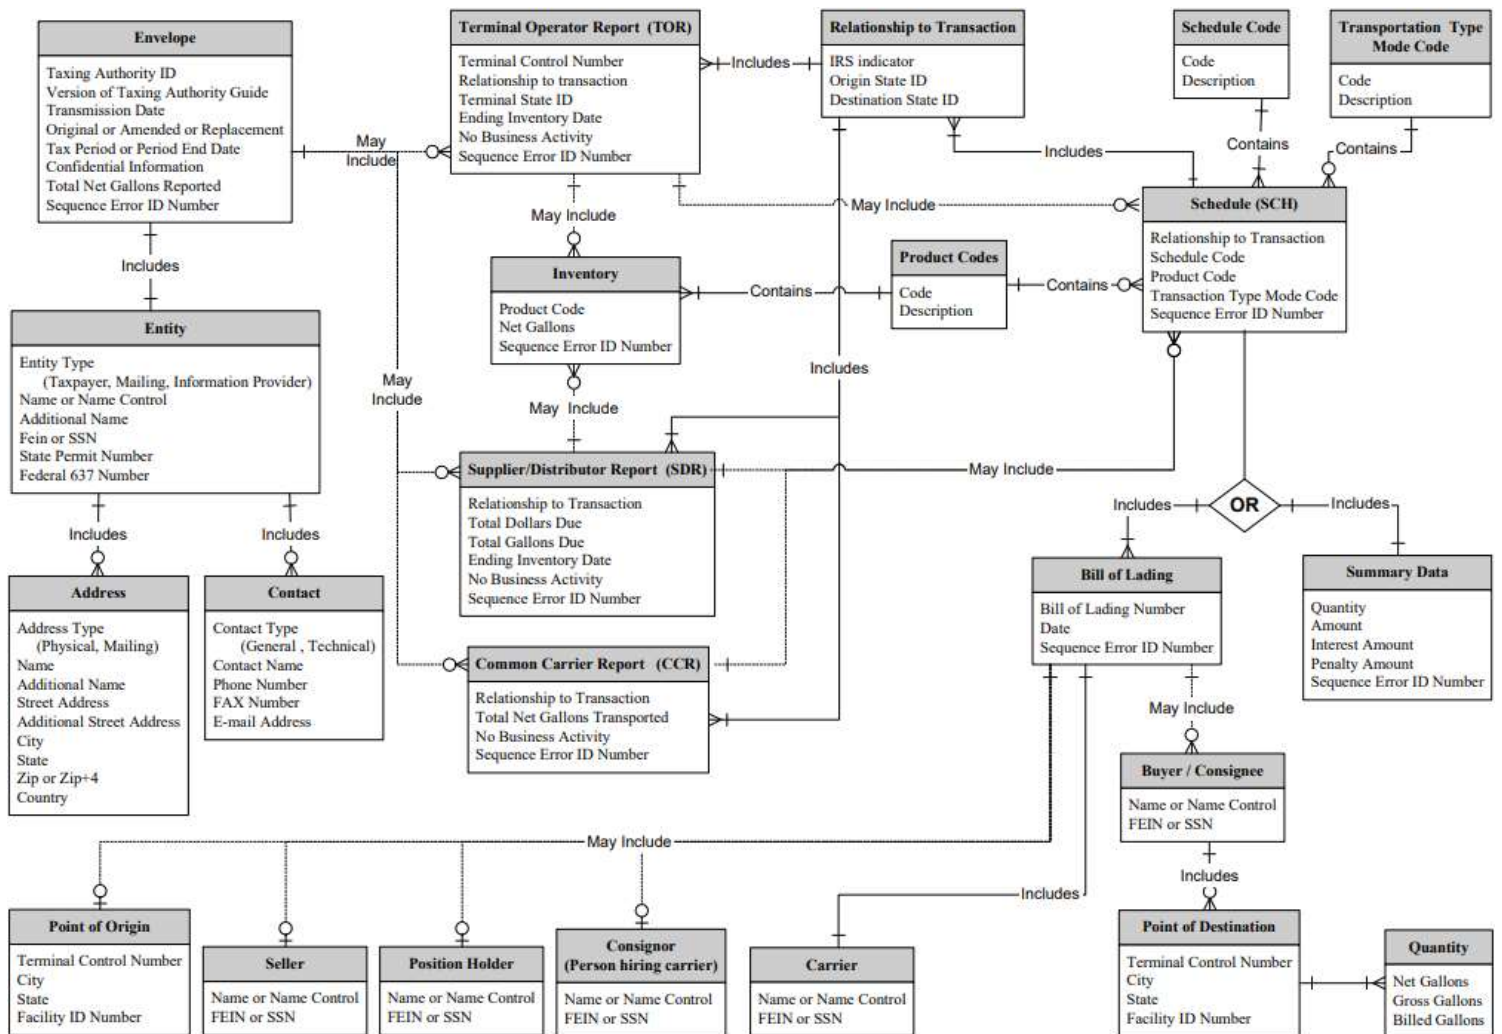 Envelope
Taxing Authority ID
Version of Taxing Authority Guide
Transmission Date
Original or Amended or Replacement
Tax Period or Period End Date
Confidential Information
Total Net Gallons Reported
Sequence Error ID Number
May
Include
Terminal Operator Report (TOR)
Terminal Control Number
Relationship to transaction
Terminal State ID
Ending Inventory Date
No Business Activity
Sequence Error ID Number
Includes
Relationship to Transaction
IRS indicator
Origin State ID
Destination State ID
Includes
Schedule Code
Code
Description
Contains
Transportation Type
Mode Code
Code
Description
Contains
May Include
May Include
Schedule (SCH)
Relationship to Transaction
Schedule Code
Product Code
Transaction Type Mode Code
Sequence Error ID Number
Includes
Inventory
Product Code
Net Gallons
Sequence Error ID Number
Contains
Product Codes
Code
Description
Contains
Entity
Entity Type
(Taxpayer, Mailing, Information Provider)
Name or Name Control
Additional Name
Fein or SSN
State Permit Number
Federal 637 Number
May
Include
May Include
Includes
Supplier/Distributor Report (SDR)
Relationship to Transaction
Total Dollars Due
Total Gallons Due
Ending Inventory Date
No Business Activity
Sequence Error ID Number
May Include
Includes
OR
Includes
Includes
Includes
Address
Address Type
(Physical, Mailing)
Name
Additional Name
Street Address
Additional Street Address
City
State
Zip or Zip+4
Country
Contact
Contact Type
(General , Technical)
Contact Name
Phone Number
FAX Number
E-mail Address
Common Carrier Report (CCR)
Relationship to Transaction
Total Net Gallons Transported
No Business Activity
Sequence Error ID Number
Bill of Lading
Bill of Lading Number
Date
Sequence Error ID Number
Summary Data
Quantity
Amount
Interest Amount
Penalty Amount
Sequence Error ID Number
May Include
Buyer / Consignee
Name or Name Control
FEIN or SSN
May Include
Includes
Includes
Point of Origin
Terminal Control Number
City
State
Facility ID Number
Seller
Name or Name Control
FEIN or SSN
Position Holder
Name or Name Control
FEIN or SSN
Consignor
(Person hiring carrier)
Name or Name Control
FEIN or SSN
Carrier
Name or Name Control
FEIN or SSN
Point of Destination
Terminal Control Number
City
State
Facility ID Number
Quantity
Net Gallons
Gross Gallons
Billed Gallons